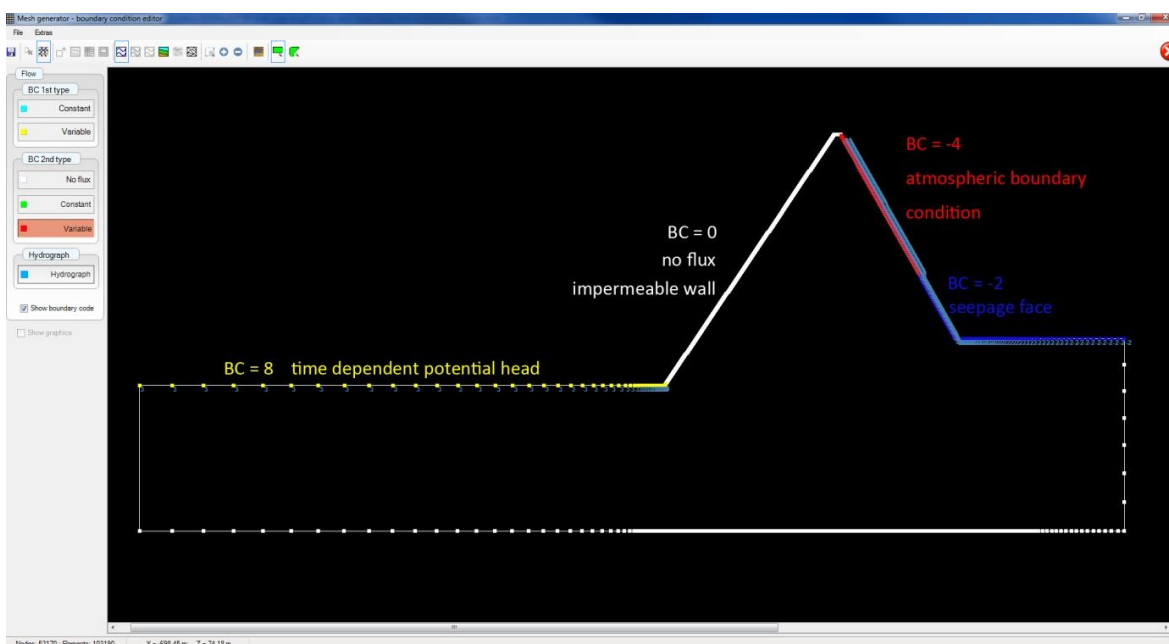 Mesh generator - boundary condition editor
File Extras
Flow
BC 1st type
Constant
Variable
BC 2nd type
No flux
Constant
Variable
Hydrograph
Hydrograph
Show boundary code
Show graphics
BC = -4
atmospheric boundary
condition
BC = 0
no flux
impermeable wall
BC = -2
seepage face
BC = 8 time dependent potential head